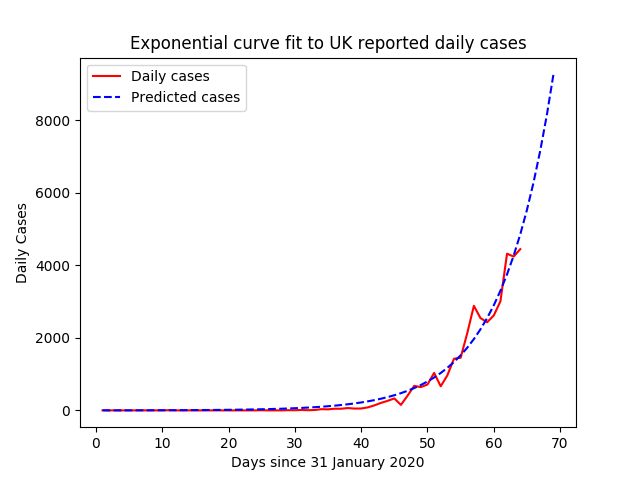 Exponential curve fit to UK reported daily cases
Daily cases
Predicted cases
8000
6000
4000
2000
0
Daily Cases
0 10 20 30 40 50 60 70
Days since 31 January 2020